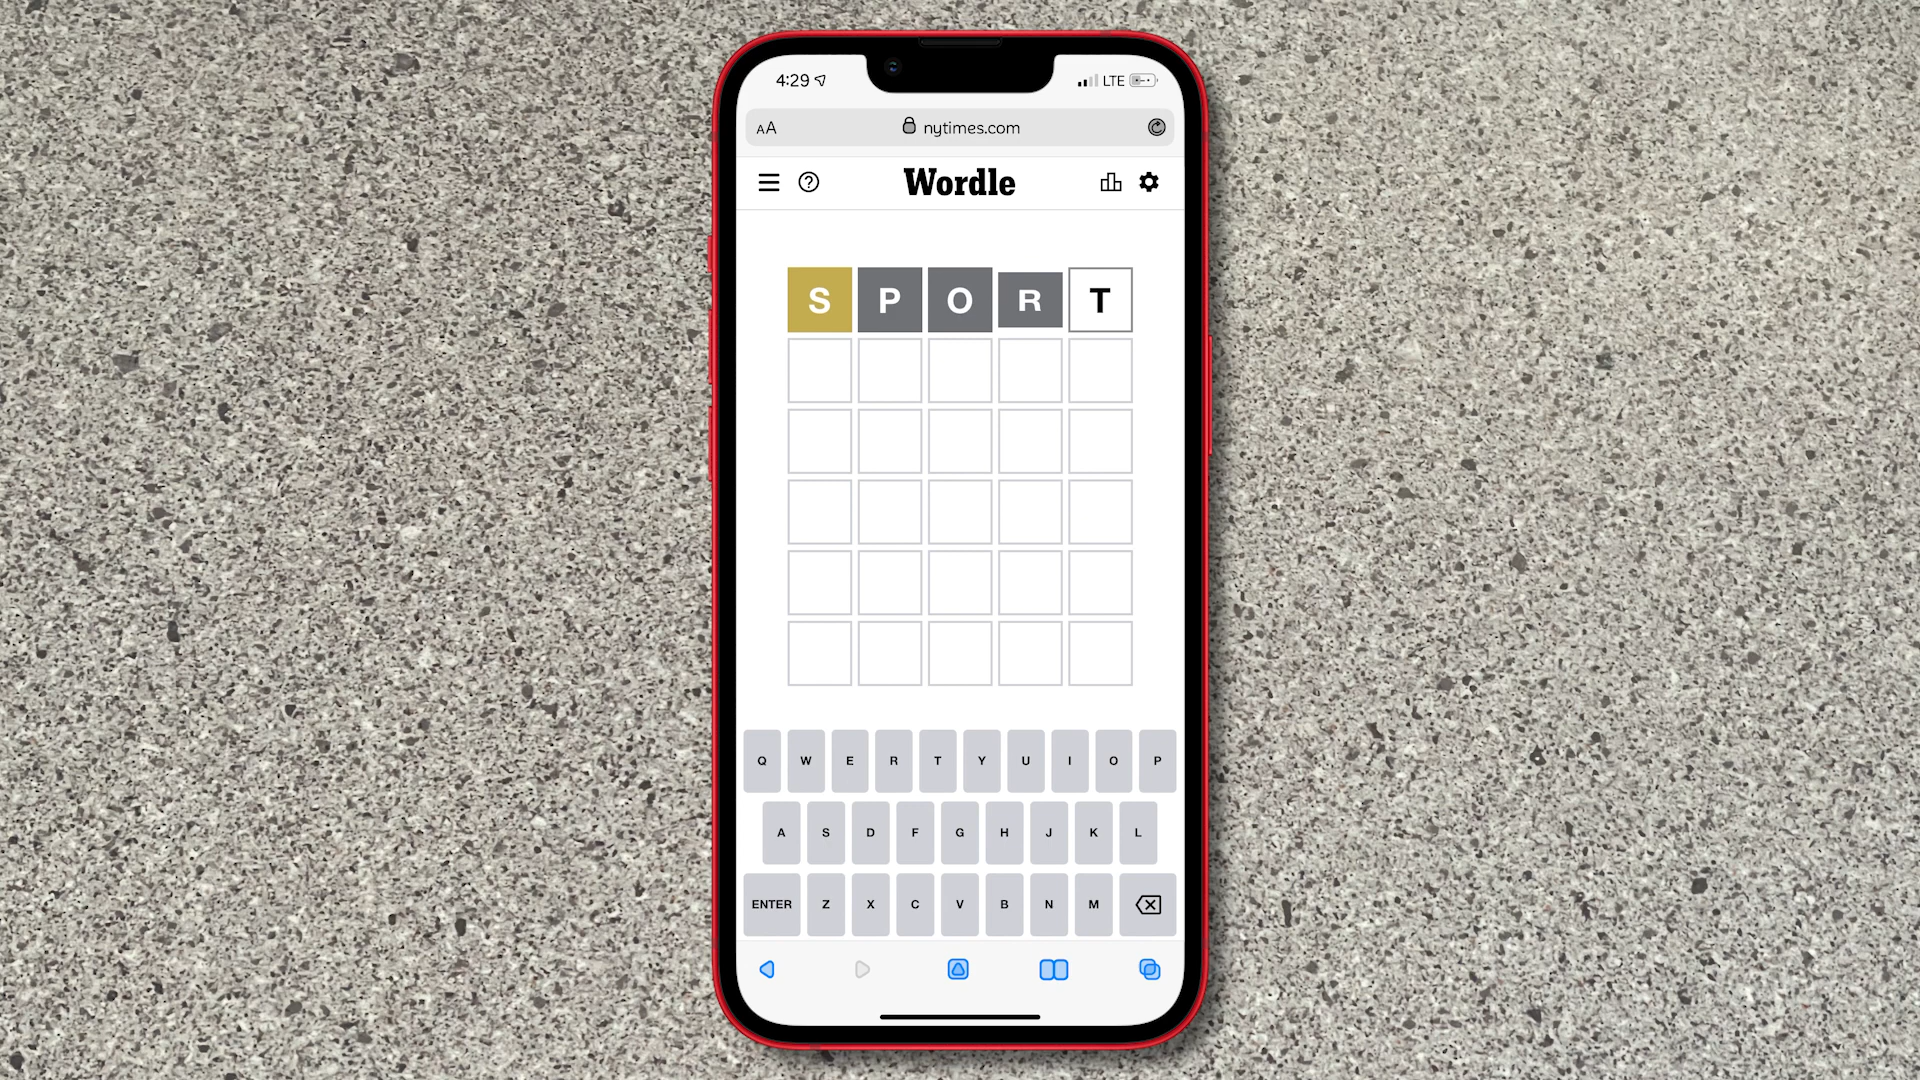 4:29 LTE
AA nytimes.com
? Wordle
S P O R T
Q W E R T Y U I O P
A S D F G H J K L
ENTER Z X C V B N M